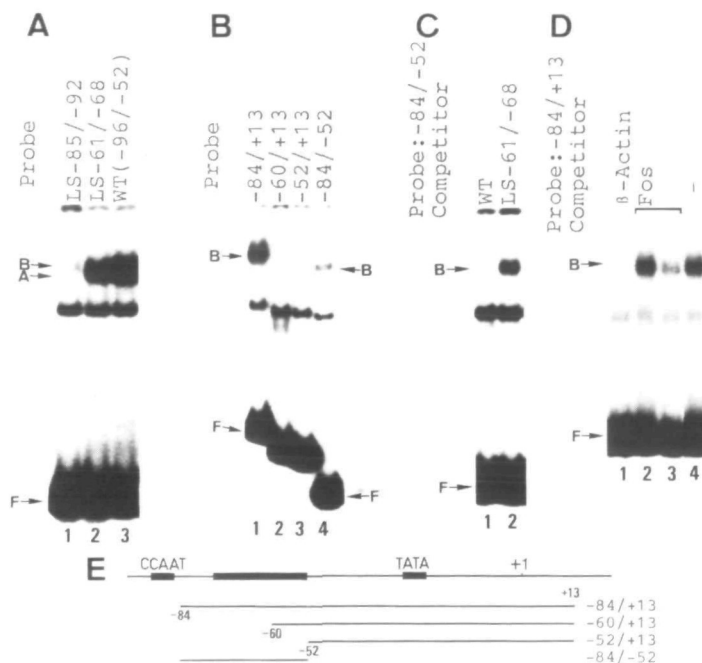 A
B
C
D
Probe
LS-85/-92
LS-61/-68
WT(-96/-52)
B
A
F
1 2 3
Probe
-84/+13
-60/+13
-52/+13
-84/-52
B
B
F
F
1 2 3 4
Probe:-84/-52
Competitor
WT
LS-61/-68
B
F
1 2
Probe:-84/+13
Competitor
ß-Actin
Fos
-
B
F
1 2 3 4
E
CCAAT
TATA
+1
-84
+13
-84/+13
-60
-60/+13
-52
-52/+13
-84/-52